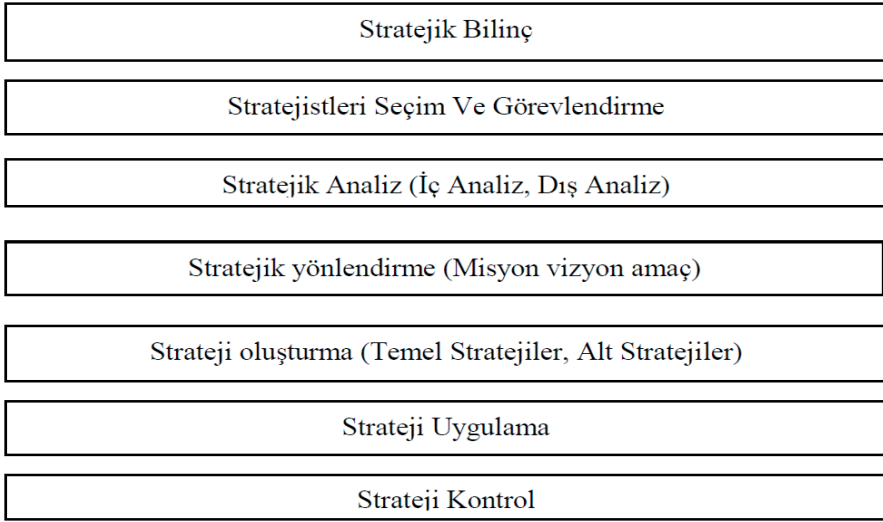 Stratejik Bilinç
Stratejistleri Seçim Ve Görevlendirme
Stratejik Analiz (İç Analiz, Dış Analiz)
Stratejik yönlendirme (Misyon vizyon amaç)
Strateji oluşturma (Temel Stratejiler, Alt Stratejiler)
Strateji Uygulama
Strateji Kontrol